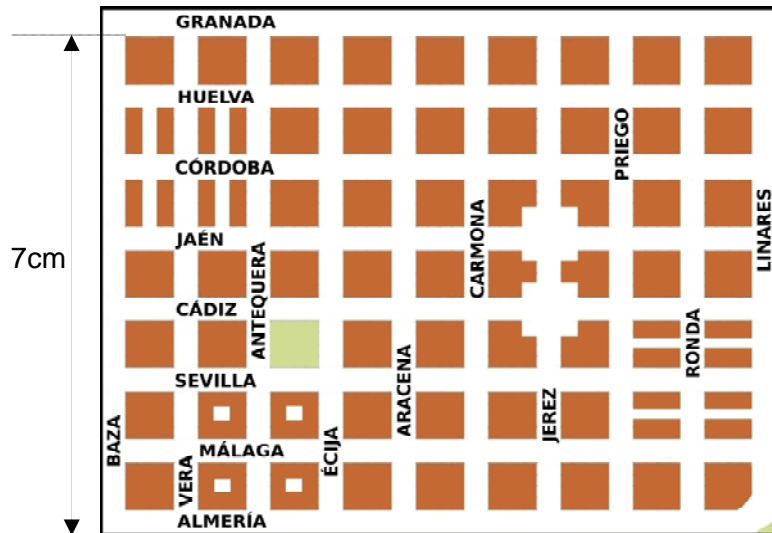 GRANADA
HUELVA
PRIEGO
CÓRDOBA
LINARES
CARMONA
JAÉN
7cm
ANTEQUERA
CÁDIZ
RONDA
ARACENA
SEVILLA
JEREZ
BAZA
ÉCIJA
MÁLAGA
VERA
ALMERÍA